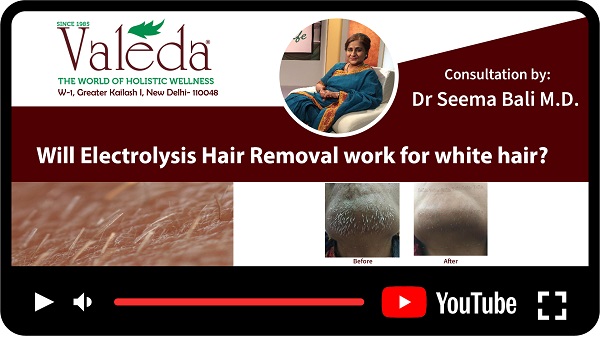 SINCE 1985
Valeda®
THE WORLD OF HOLISTIC WELLNESS
W-1, Greater Kailash I, New Delhi- 110048
Consultation by:
Dr Seema Bali M.D.
Will Electrolysis Hair Removal work for white hair?
Before
After
YouTube